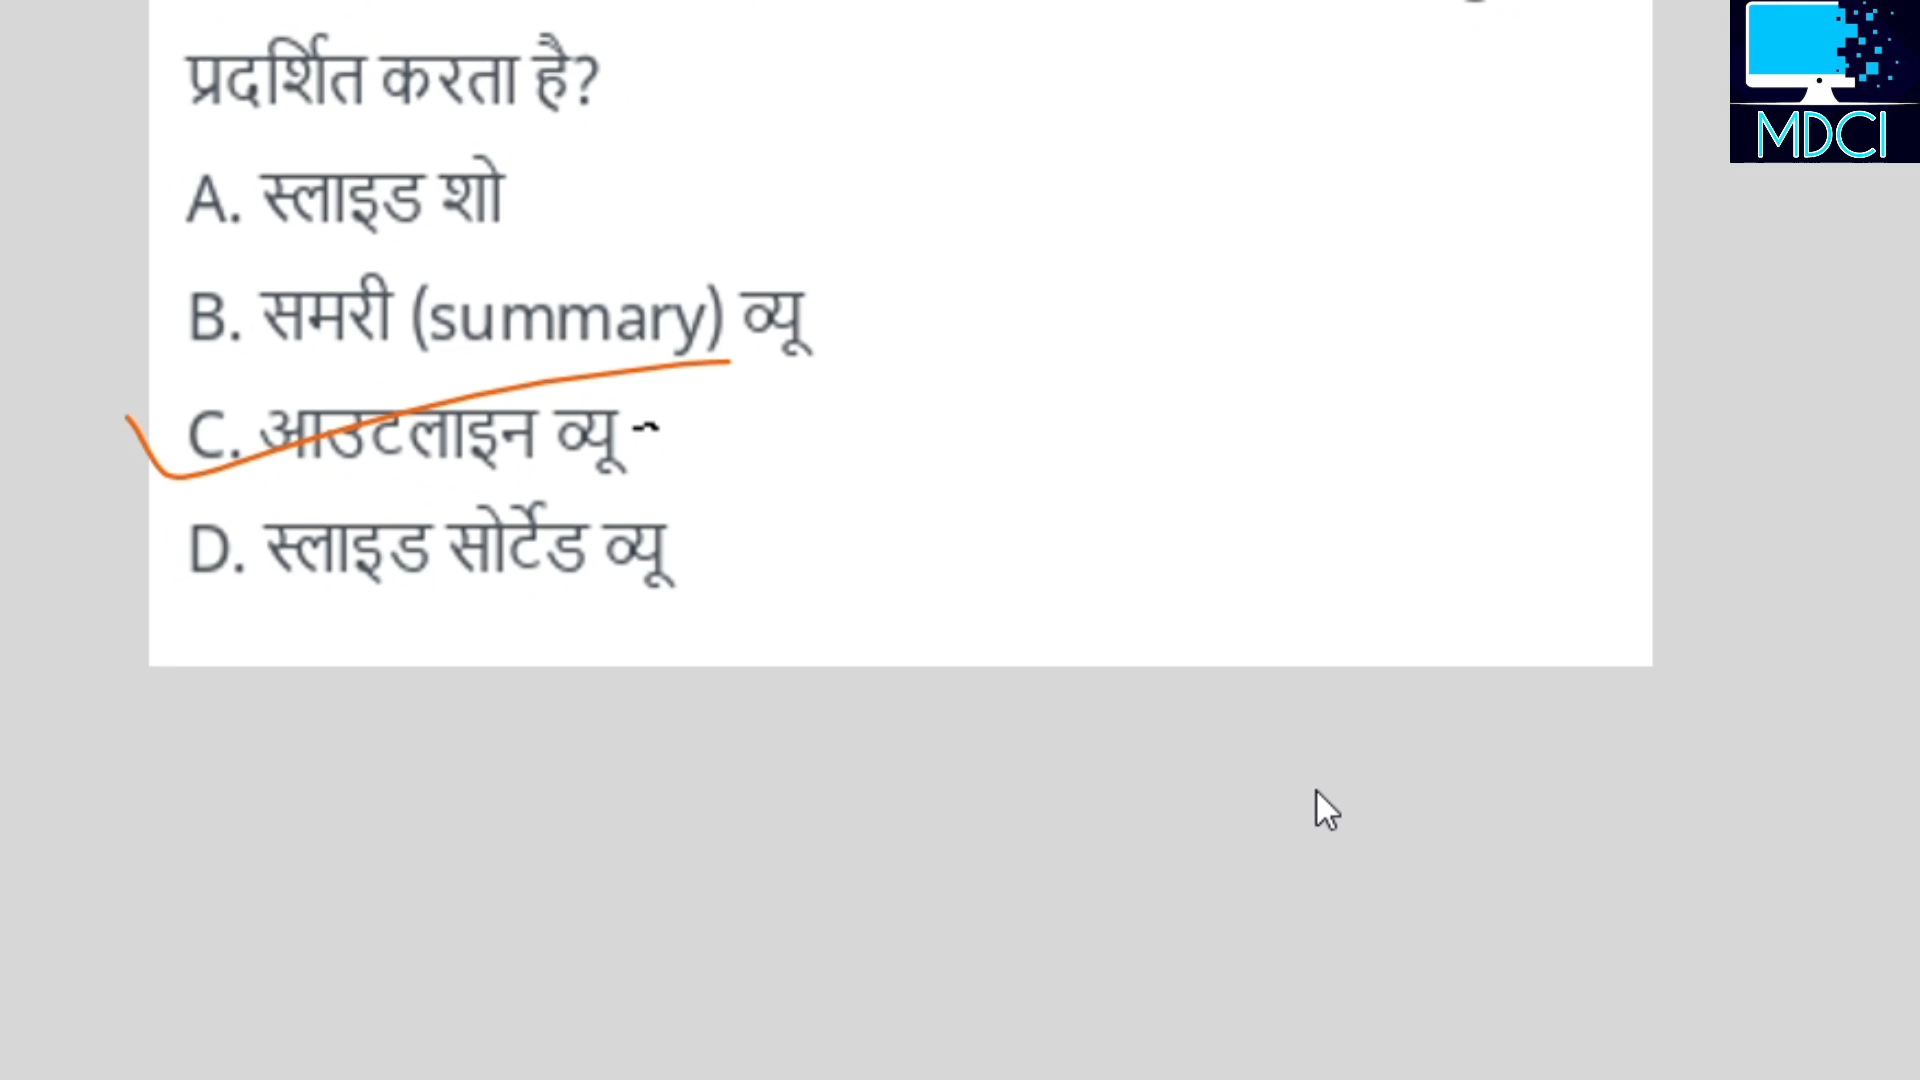 प्रदर्शित करता है?
A. स्लाइड शो
B. समरी (summary) व्यू
C. आउटलाइन व्यू
D. स्लाइड सोर्टेड व्यू
MDCI